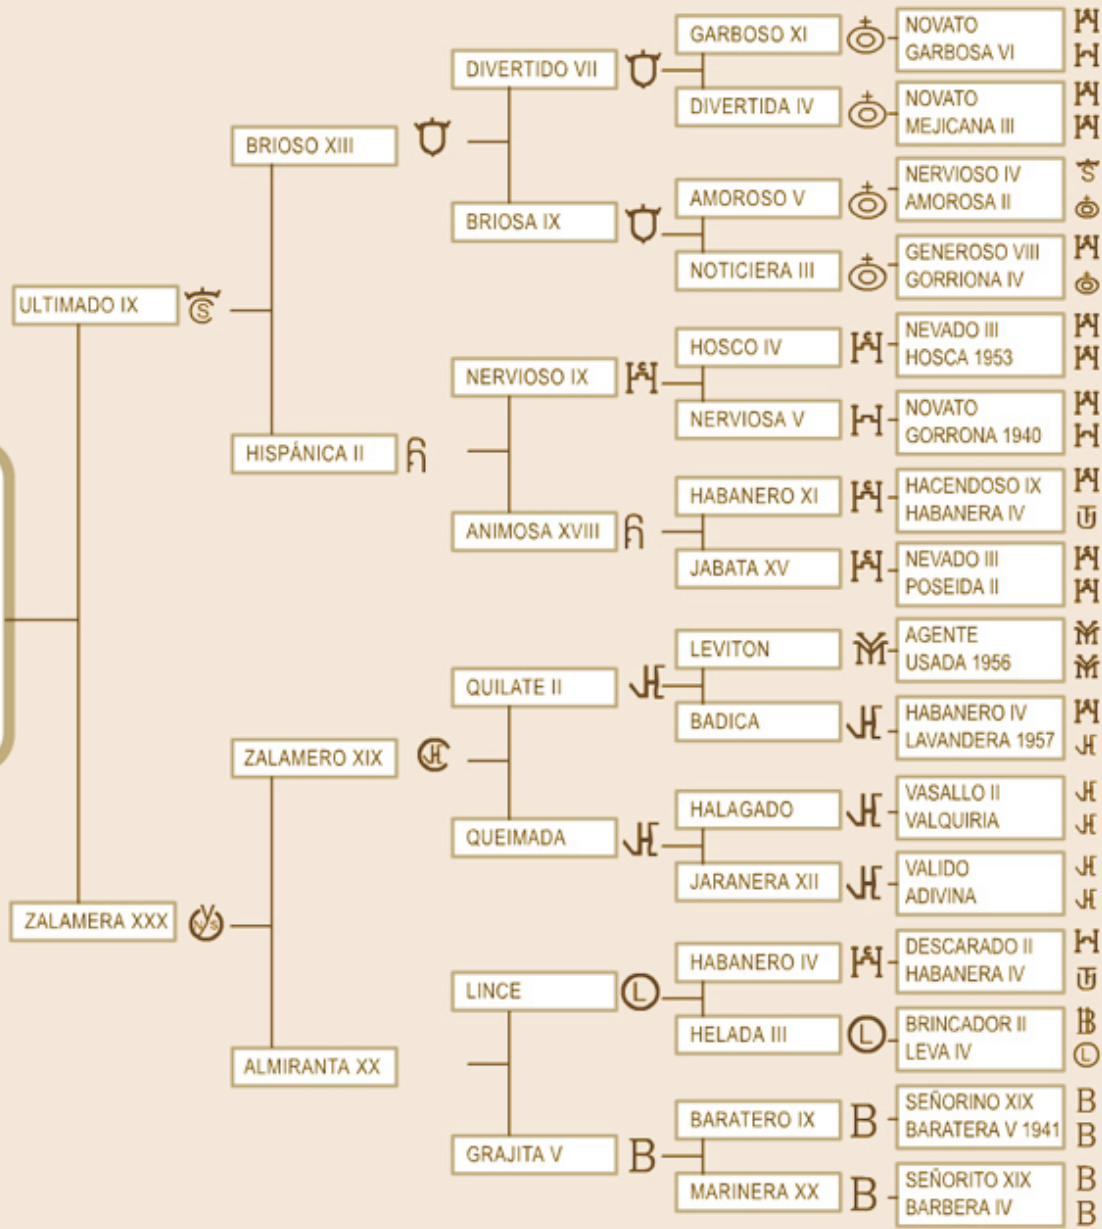 ULTIMADO IX
ZALAMERA XXX
BRIOSO XIII
HISPÁNICA II
ZALAMERO XIX
ALMIRANTA XX
DIVERTIDO VII
BRIOSA IX
NERVIOSO IX
ANIMOSA XVIII
QUILATE II
QUEIMADA
LINCE
GRAJITA V
GARBOSO XI
DIVERTIDA IV
AMOROSO V
NOTICIERA III
HOSCO IV
NERVIOSA V
HABANERO XI
JABATA XV
LEVITON
BADICA
HALAGADO
JARANERA XII
HABANERO IV
HELADA III
BARATERO IX
MARINERA XX
NOVATO
GARBOSA VI
NOVATO
MEJICANA III
NERVIOSO IV
AMOROSA II
GENEROSO VIII
GORRIONA IV
NEVADO III
HOSCA 1953
NOVATO
GORRONA 1940
HACENDOSO IX
HABANERA IV
NEVADO III
POSEIDA II
AGENTE
USADA 1956
HABANERO IV
LAVANDERA 1957
VASALLO II
VALQUIRIA
VALIDO
ADIVINA
DESCARADO II
HABANERA IV
BRINCADOR II
LEVA IV
SEÑORINO XIX
BARATERA V 1941
SEÑORITO XIX
BARBERA IV